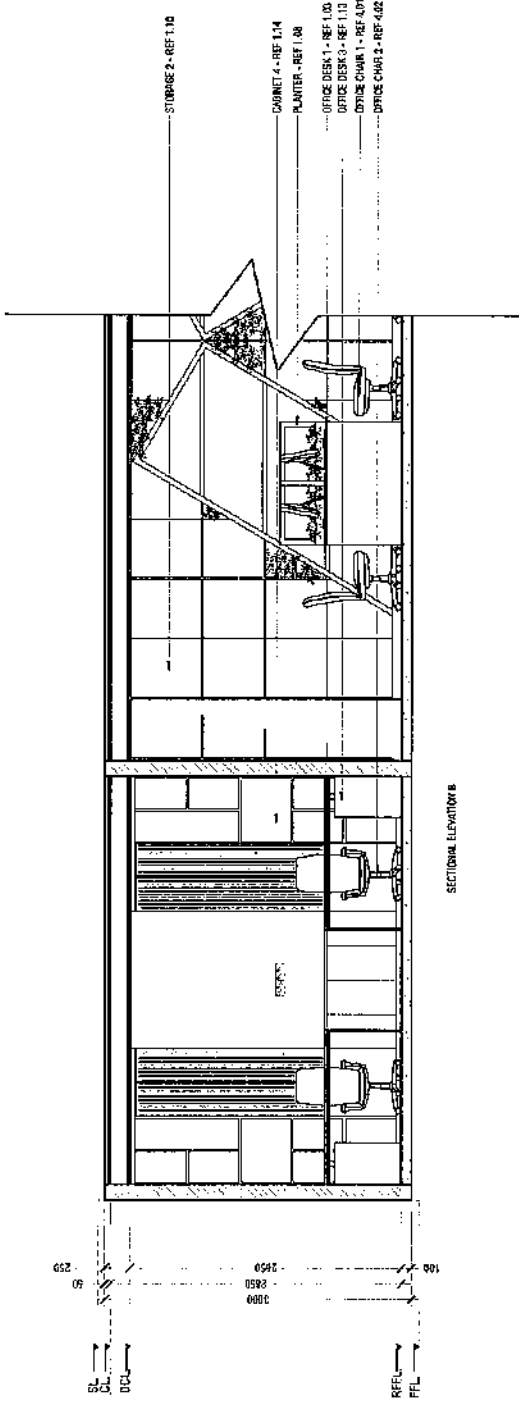 STORAGE 2 - REF 1.10
CABINET 4 - REF 1.14
PLANTER - REF 1.08
OFFICE DESK 1 - REF 1.03
OFFICE DESK 3 - REF 1.13
OFFICE CHAIR 1 - REF 4.01
OFFICE CHAIR 2 - REF 4.02
SECTIONAL ELEVATION B
250
50
2450
2850
3000
100
SL
CL
DCL
RFFL
FFL